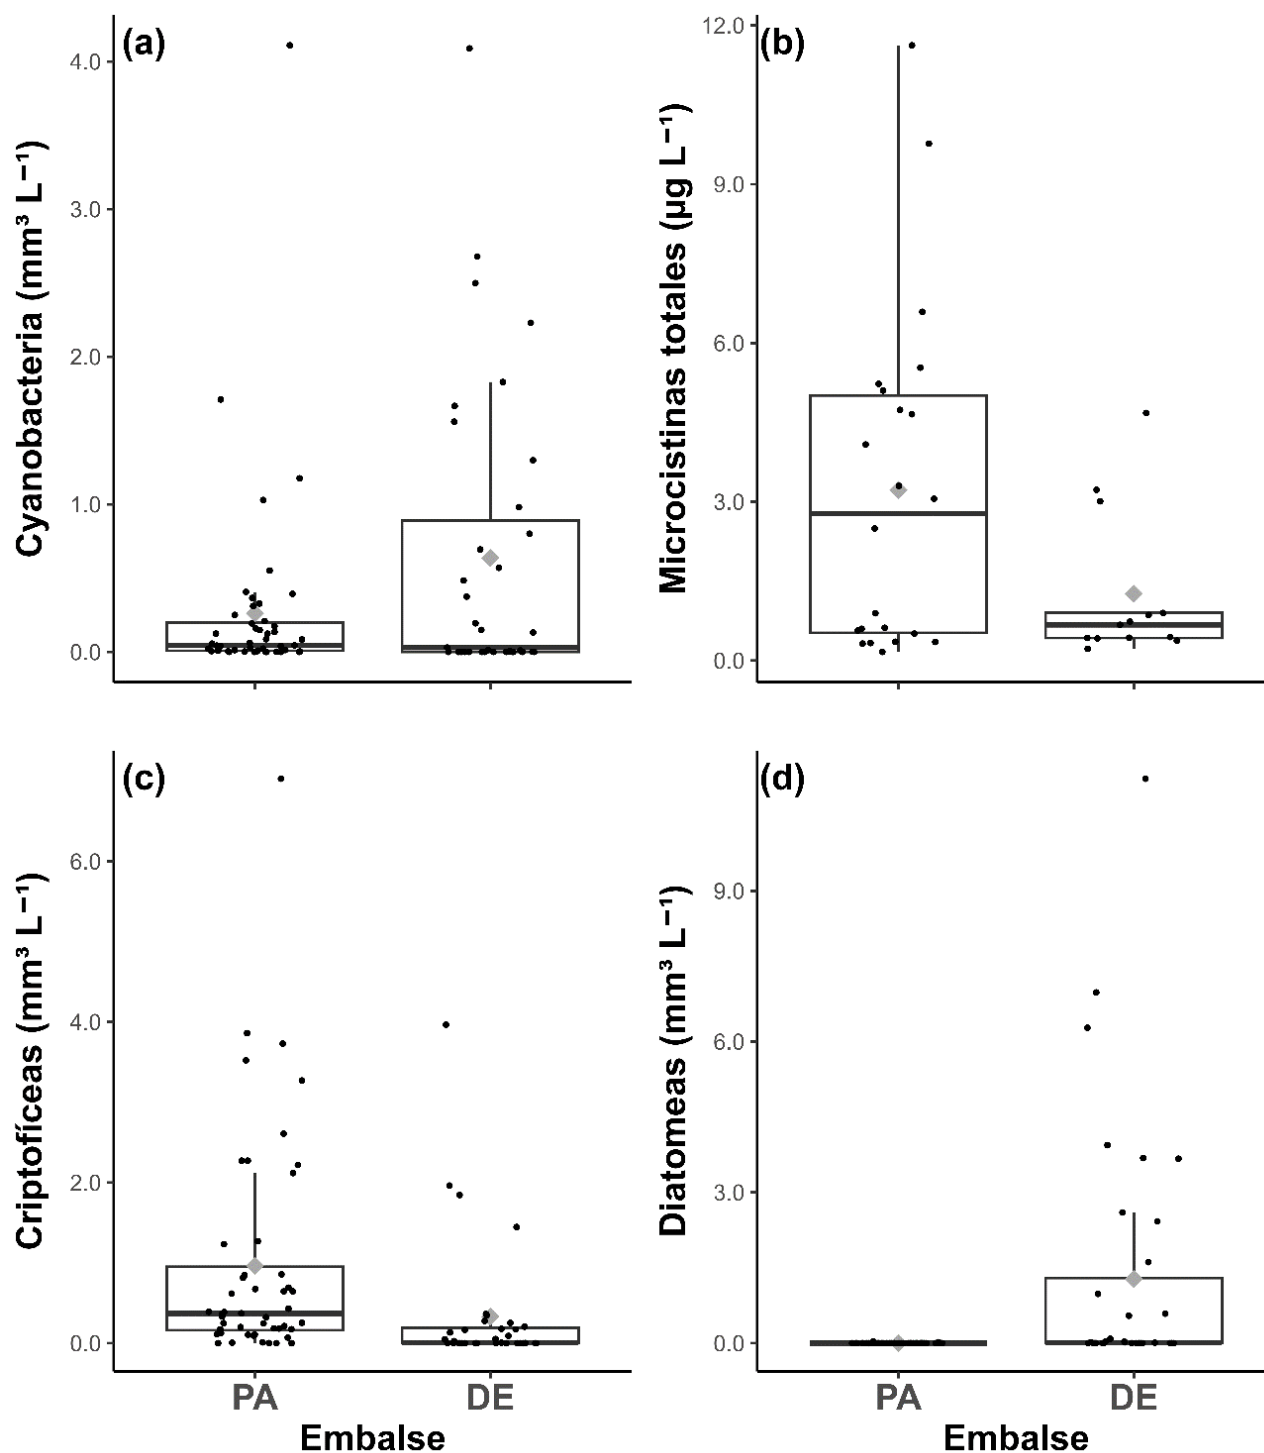 (a)
Cyanobacteria (mm³ L⁻¹)
4.0
3.0
2.0
1.0
0.0
(b)
Microcistinas totales (µg L⁻¹)
12.0
9.0
6.0
3.0
0.0
(c)
Criptofíceas (mm³ L⁻¹)
6.0
4.0
2.0
0.0
PA DE
Embalse
(d)
Diatomeas (mm³ L⁻¹)
9.0
6.0
3.0
0.0
PA DE
Embalse